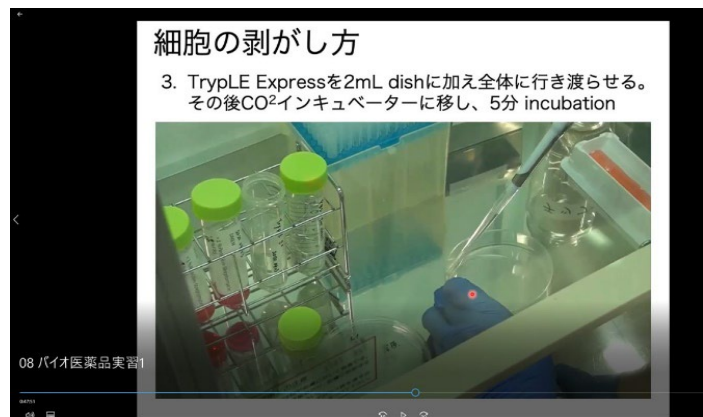 細胞の剥がし方
3. TrypLE Expressを2mL dishに加え全体に行き渡らせる。
その後CO²インキュベーターに移し、5分 incubation
08 バイオ医薬品実習1